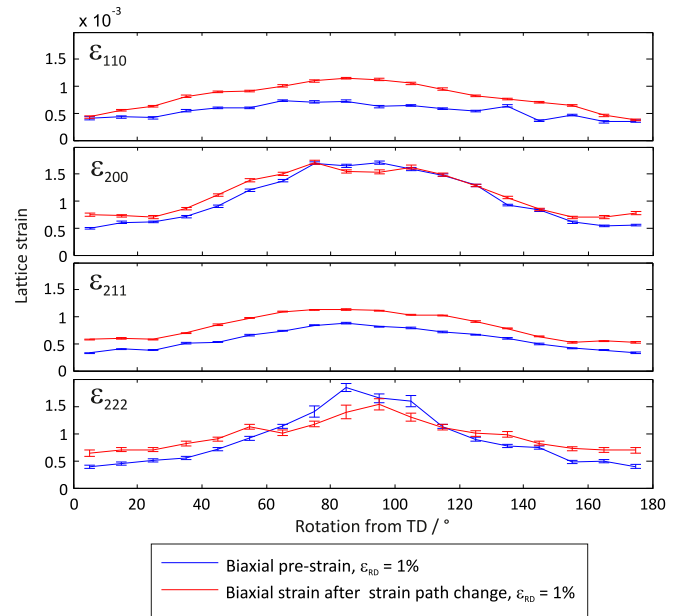 x 10⁻³
ε₁₁₀
1.5
1
0.5
0
ε₂₀₀
1.5
1
0.5
0
ε₂₁₁
1.5
1
0.5
0
ε₂₂₂
1.5
1
0.5
0
0 20 40 60 80 100 120 140 160 180
Lattice strain
Rotation from TD / °
Biaxial pre-strain, ε_RD = 1%
Biaxial strain after strain path change, ε_RD = 1%